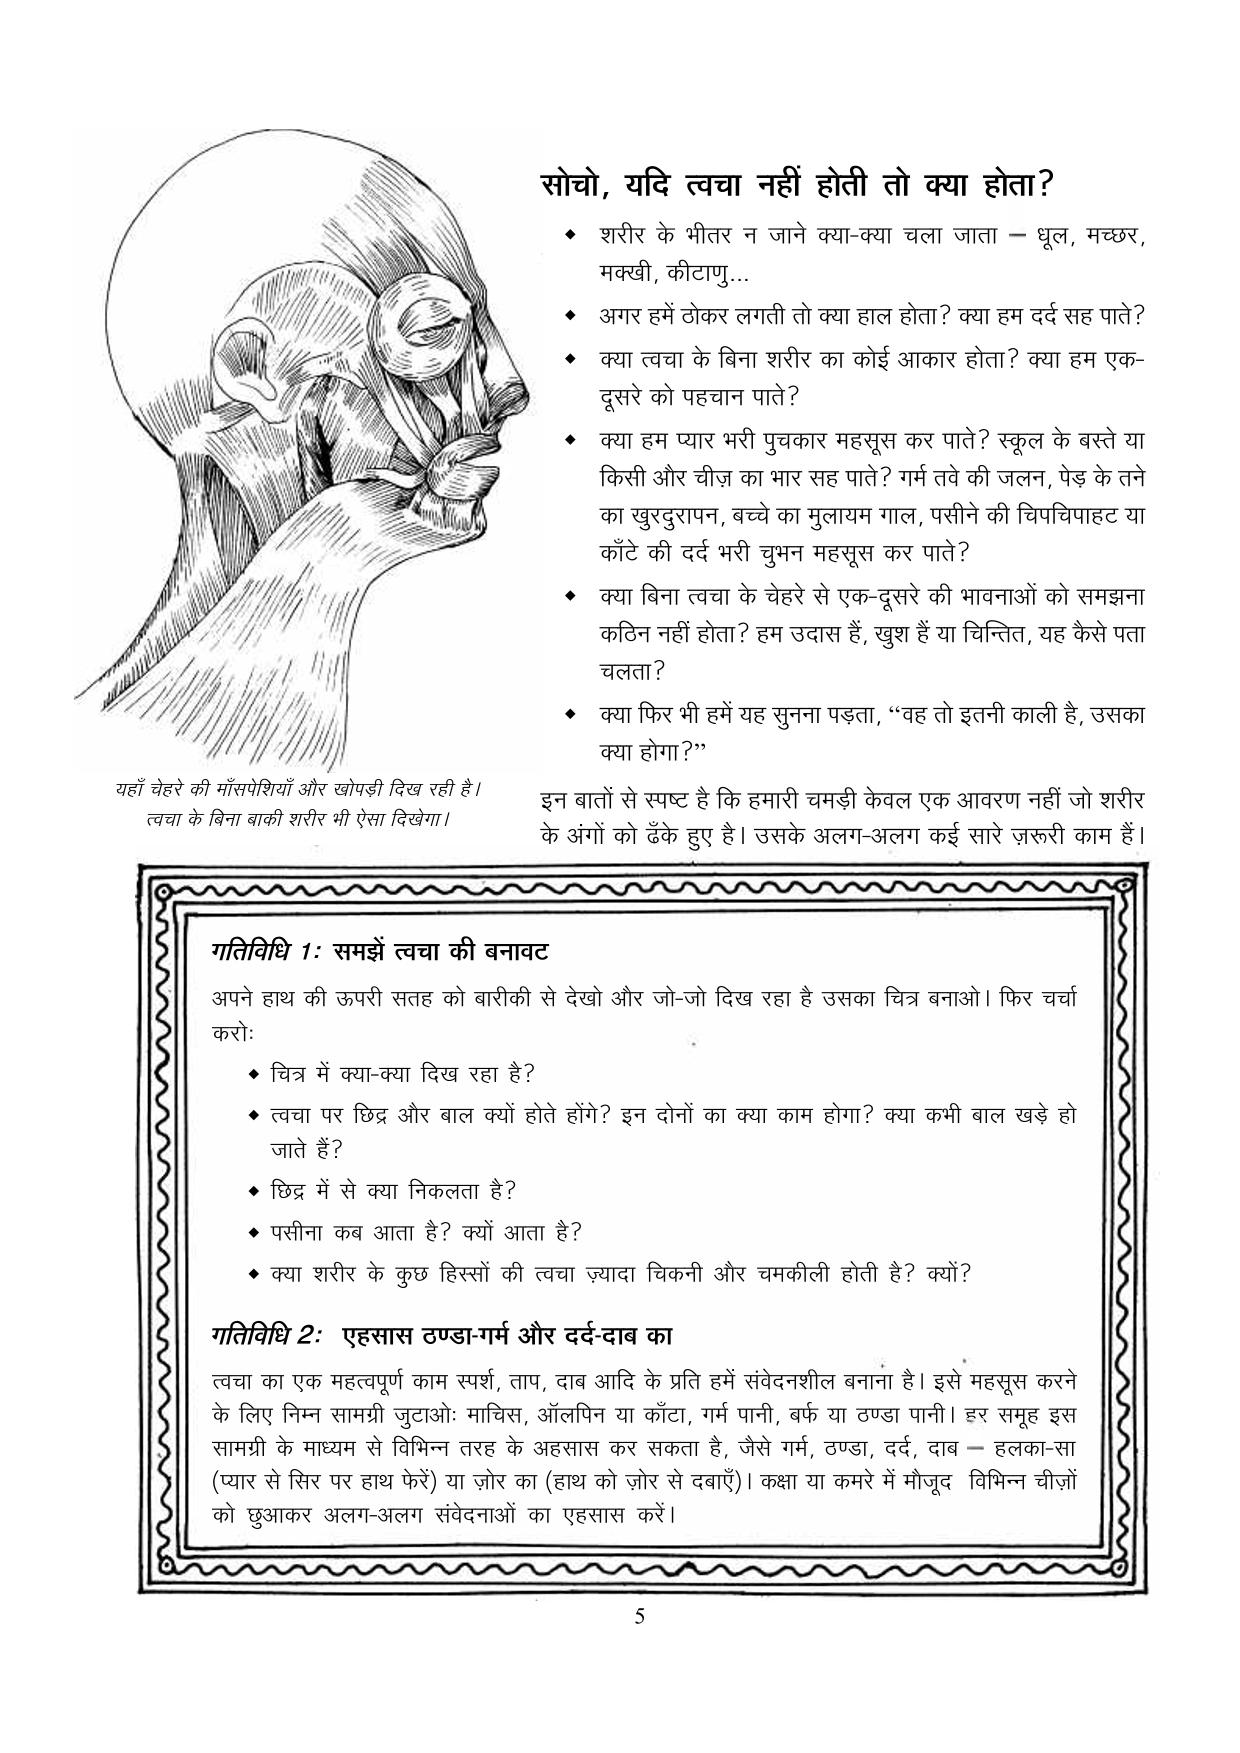 सोचो, यदि त्वचा नहीं होती तो क्या होता?
◆ शरीर के भीतर न जाने क्या-क्या चला जाता – धूल, मच्छर,
मक्खी, कीटाणु...
◆ अगर हमें ठोकर लगती तो क्या हाल होता? क्या हम दर्द सह पाते?
◆ क्या त्वचा के बिना शरीर का कोई आकार होता? क्या हम एक-
दूसरे को पहचान पाते?
◆ क्या हम प्यार भरी पुचकार महसूस कर पाते? स्कूल के बस्ते या
किसी और चीज़ का भार सह पाते? गर्म तवे की जलन, पेड़ के तने
का खुरदुरापन, बच्चे का मुलायम गाल, पसीने की चिपचिपाहट या
काँटे की दर्द भरी चुभन महसूस कर पाते?
◆ क्या बिना त्वचा के चेहरे से एक-दूसरे की भावनाओं को समझना
कठिन नहीं होता? हम उदास हैं, खुश हैं या चिन्तित, यह कैसे पता
चलता?
◆ क्या फिर भी हमें यह सुनना पड़ता, “वह तो इतनी काली है, उसका
क्या होगा?”
यहाँ चेहरे की माँसपेशियाँ और खोपड़ी दिख रही है।
त्वचा के बिना बाकी शरीर भी ऐसा दिखेगा।
इन बातों से स्पष्ट है कि हमारी चमड़ी केवल एक आवरण नहीं जो शरीर
के अंगों को ढँके हुए है। उसके अलग-अलग कई सारे ज़रूरी काम हैं।
गतिविधि 1: समझें त्वचा की बनावट
अपने हाथ की ऊपरी सतह को बारीकी से देखो और जो-जो दिख रहा है उसका चित्र बनाओ। फिर चर्चा
करो:
◆ चित्र में क्या-क्या दिख रहा है?
◆ त्वचा पर छिद्र और बाल क्यों होते होंगे? इन दोनों का क्या काम होगा? क्या कभी बाल खड़े हो
जाते हैं?
◆ छिद्र में से क्या निकलता है?
◆ पसीना कब आता है? क्यों आता है?
◆ क्या शरीर के कुछ हिस्सों की त्वचा ज़्यादा चिकनी और चमकीली होती है? क्यों?
गतिविधि 2: एहसास ठण्डा-गर्म और दर्द-दाब का
त्वचा का एक महत्वपूर्ण काम स्पर्श, ताप, दाब आदि के प्रति हमें संवेदनशील बनाना है। इसे महसूस करने
के लिए निम्न सामग्री जुटाओ: माचिस, ऑलपिन या काँटा, गर्म पानी, बर्फ या ठण्डा पानी। हर समूह इस
सामग्री के माध्यम से विभिन्न तरह के अहसास कर सकता है, जैसे गर्म, ठण्डा, दर्द, दाब – हलका-सा
(प्यार से सिर पर हाथ फेरें) या ज़ोर का (हाथ को ज़ोर से दबाएँ)। कक्षा या कमरे में मौजूद विभिन्न चीज़ों
को छुआकर अलग-अलग संवेदनाओं का एहसास करें।
5